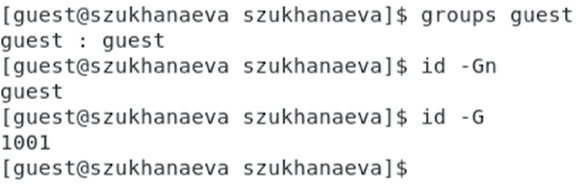 [guest@szukhanaeva szukhanaeva]$ groups guest
guest : guest
[guest@szukhanaeva szukhanaeva]$ id -Gn
guest
[guest@szukhanaeva szukhanaeva]$ id -G
1001
[guest@szukhanaeva szukhanaeva]$